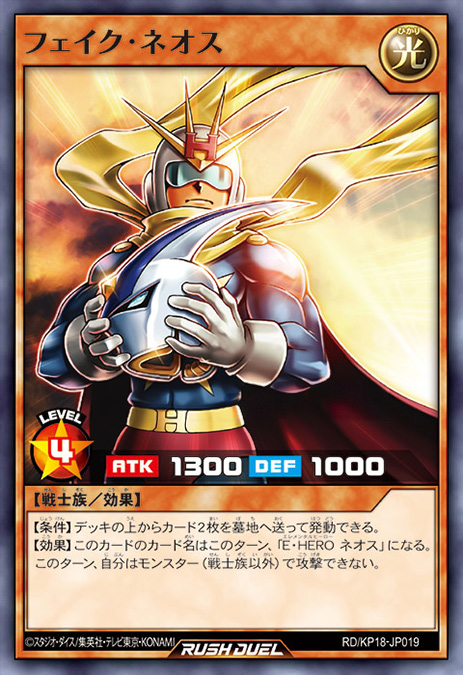 フェイク・ネオス
ひかり
光
H
LEVEL
4
ATK 1300 DEF 1000
H
【戦士族／効果】
【条件】デッキの上からカード2枚を墓地へ送って発動できる。
【効果】このカードのカード名はこのターン、「E・HERO ネオス」になる。
このターン、自分はモンスター（戦士族以外）で攻撃できない。
©スタジオ・ダイス/集英社・テレビ東京・KONAMI
RUSH DUEL
RD/KP18-JP019